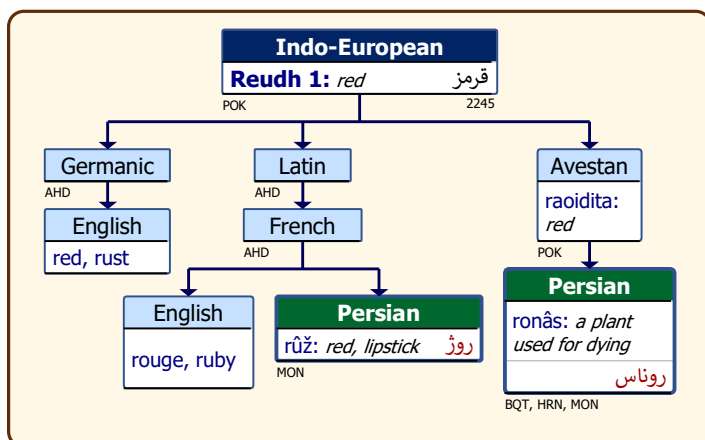 Indo-European
Reudh 1: red قرمز
POK 2245
Germanic Latin Avestan
AHD AHD
raoidita:
red
English French
AHD POK
red, rust
English Persian Persian
rouge, ruby
rûž: red, lipstick روژ
MON
ronâs: a plant
used for dying
روناس
BQT, HRN, MON